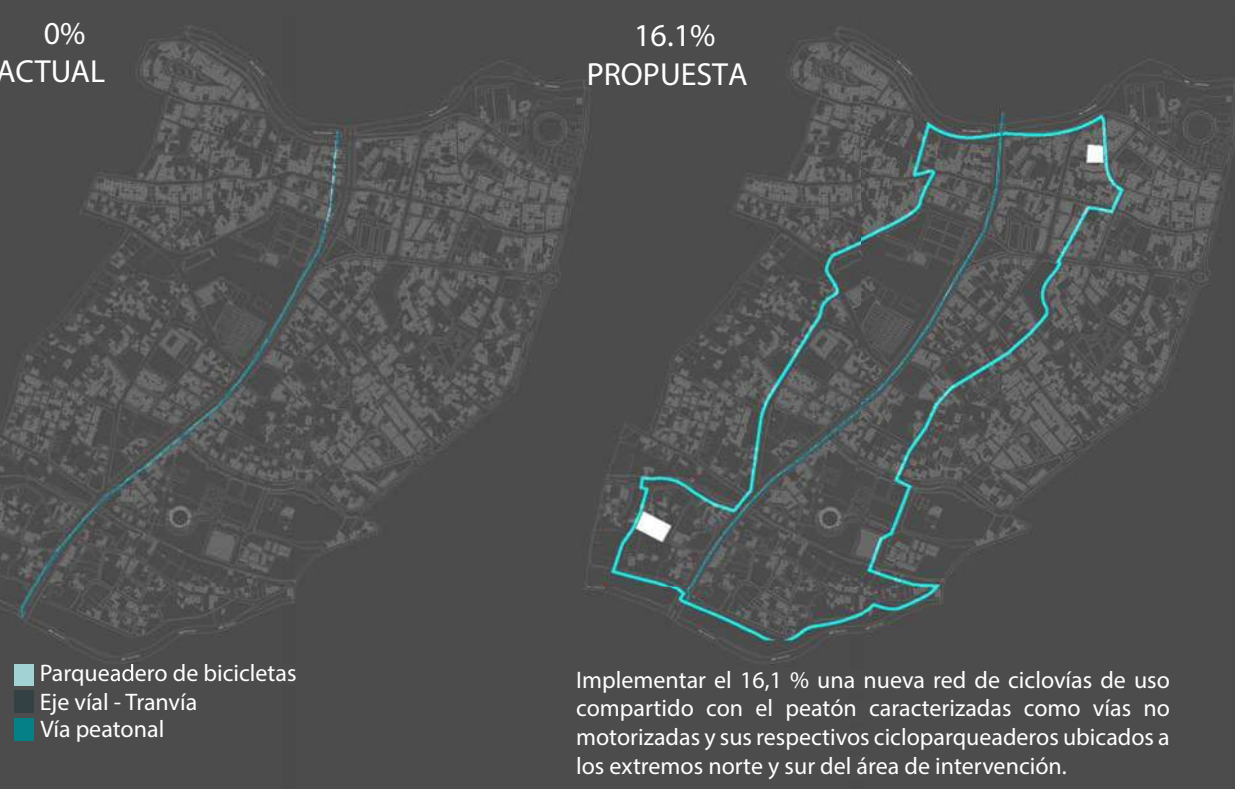 0%
ACTUAL
16.1%
PROPUESTA
Parqueadero de bicicletas
Eje víal - Tranvía
Vía peatonal
Implementar el 16,1 % una nueva red de ciclovías de uso
compartido con el peatón caracterizadas como vías no
motorizadas y sus respectivos cicloparqueaderos ubicados a
los extremos norte y sur del área de intervención.